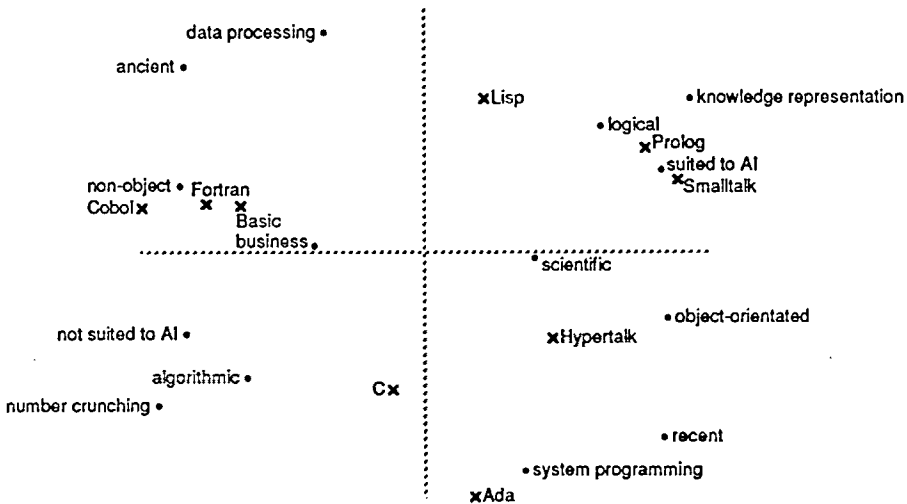 data processing
ancient
Lisp
knowledge representation
logical
Prolog
suited to AI
Smalltalk
non-object
Fortran
Cobol
Basic
business
scientific
object-orientated
not suited to AI
Hypertalk
algorithmic
C
number crunching
recent
system programming
Ada